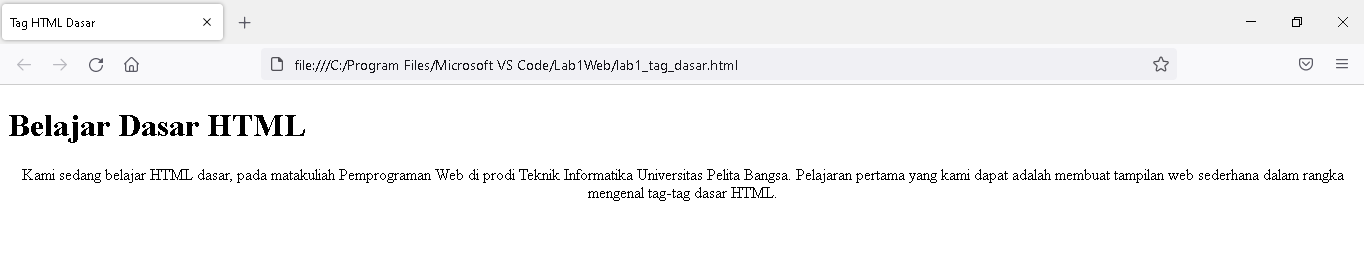 Tag HTML Dasar
file:///C:/Program Files/Microsoft VS Code/Lab1Web/lab1_tag_dasar.html
Belajar Dasar HTML
Kami sedang belajar HTML dasar, pada matakuliah Pemprograman Web di prodi Teknik Informatika Universitas Pelita Bangsa. Pelajaran pertama yang kami dapat adalah membuat tampilan web sederhana dalam rangka
mengenal tag-tag dasar HTML.